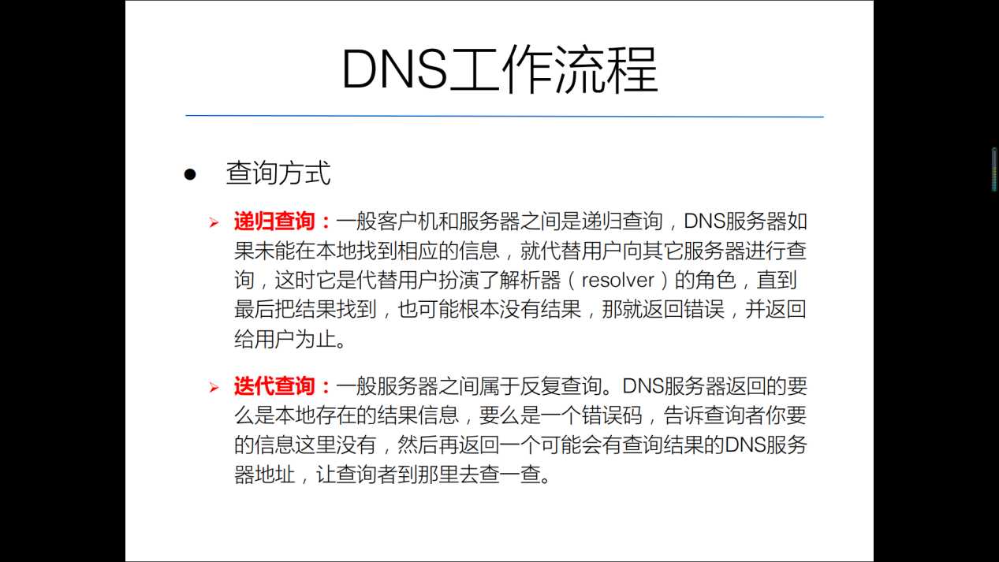 DNS工作流程
● 查询方式
➢ 递归查询：一般客户机和服务器之间是递归查询，DNS服务器如
果未能在本地找到相应的信息，就代替用户向其它服务器进行查
询，这时它是代替用户扮演了解析器（resolver）的角色，直到
最后把结果找到，也可能根本没有结果，那就返回错误，并返回
给用户为止。
➢ 迭代查询：一般服务器之间属于反复查询。DNS服务器返回的要
么是本地存在的结果信息，要么是一个错误码，告诉查询者你要
的信息这里没有，然后再返回一个可能会有查询结果的DNS服务
器地址，让查询者到那里去查一查。